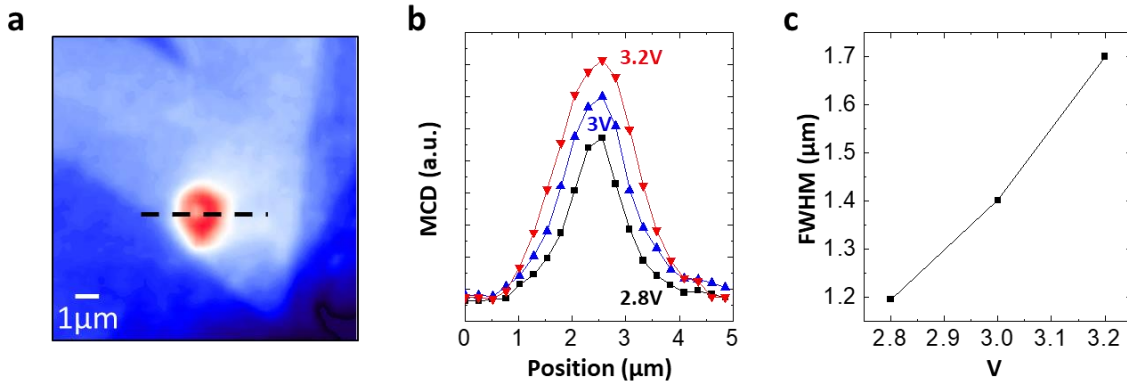 a
1µm
b
MCD (a.u.)
3.2V
3V
2.8V
0 1 2 3 4 5
Position (µm)
c
FWHM (µm)
1.7
1.6
1.5
1.4
1.3
1.2
2.8 2.9 3.0 3.1 3.2
V